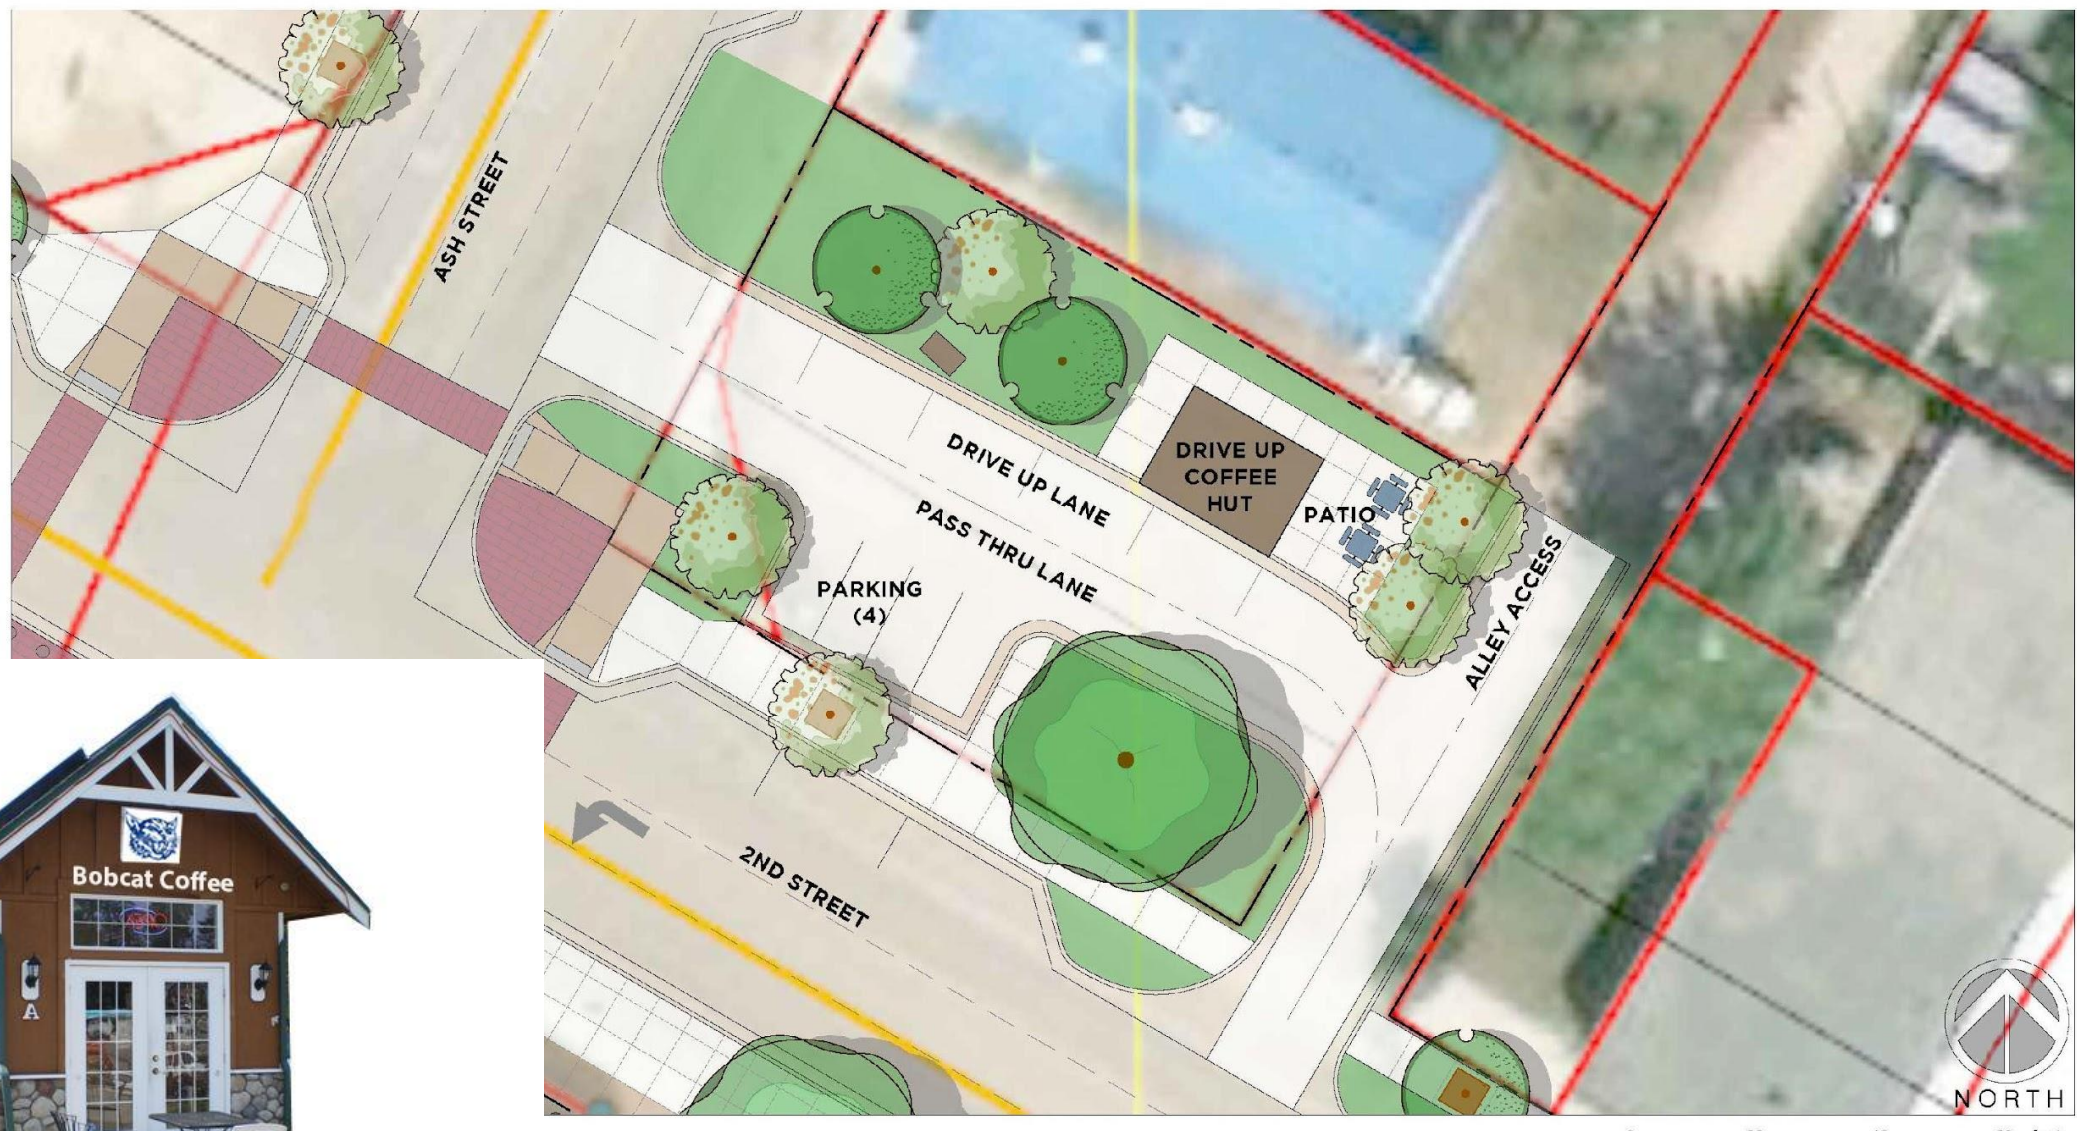 ASH STREET
DRIVE UP LANE
PASS THRU LANE
DRIVE UP
COFFEE
HUT
PATIO
PARKING
(4)
ALLEY ACCESS
2ND STREET
Bobcat Coffee
A
NORTH